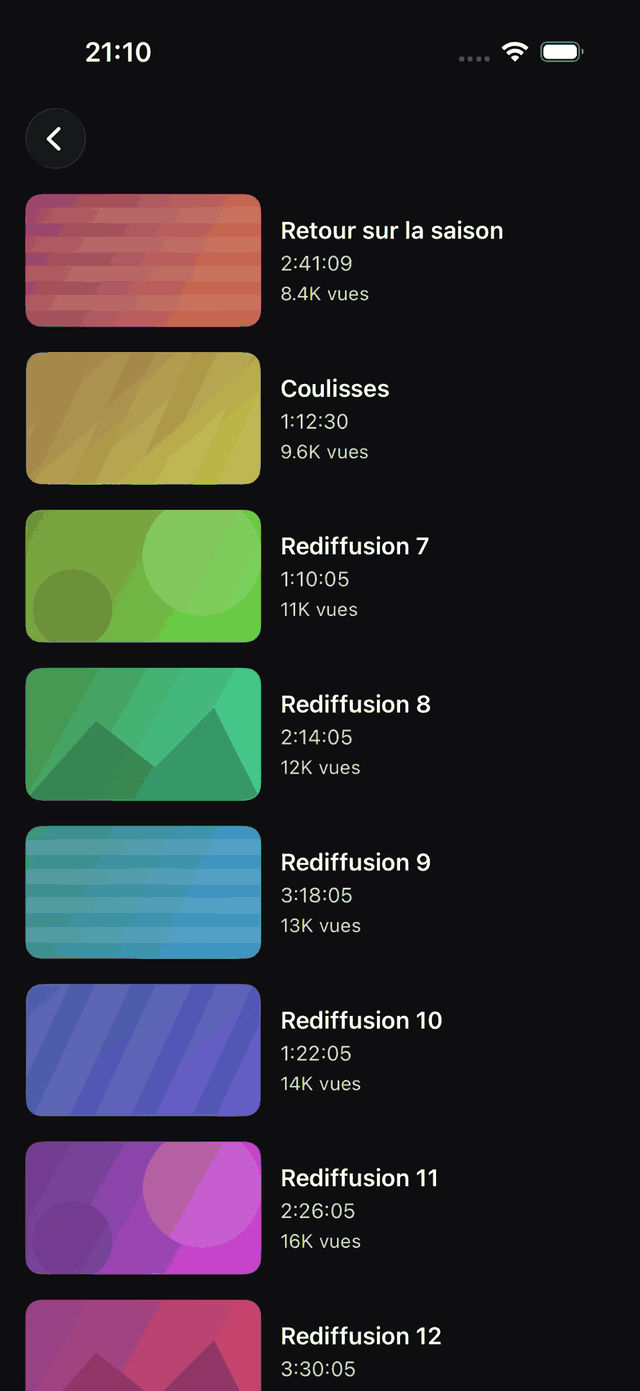 21:10
Retour sur la saison
2:41:09
8.4K vues
Coulisses
1:12:30
9.6K vues
Rediffusion 7
1:10:05
11K vues
Rediffusion 8
2:14:05
12K vues
Rediffusion 9
3:18:05
13K vues
Rediffusion 10
1:22:05
14K vues
Rediffusion 11
2:26:05
16K vues
Rediffusion 12
3:30:05